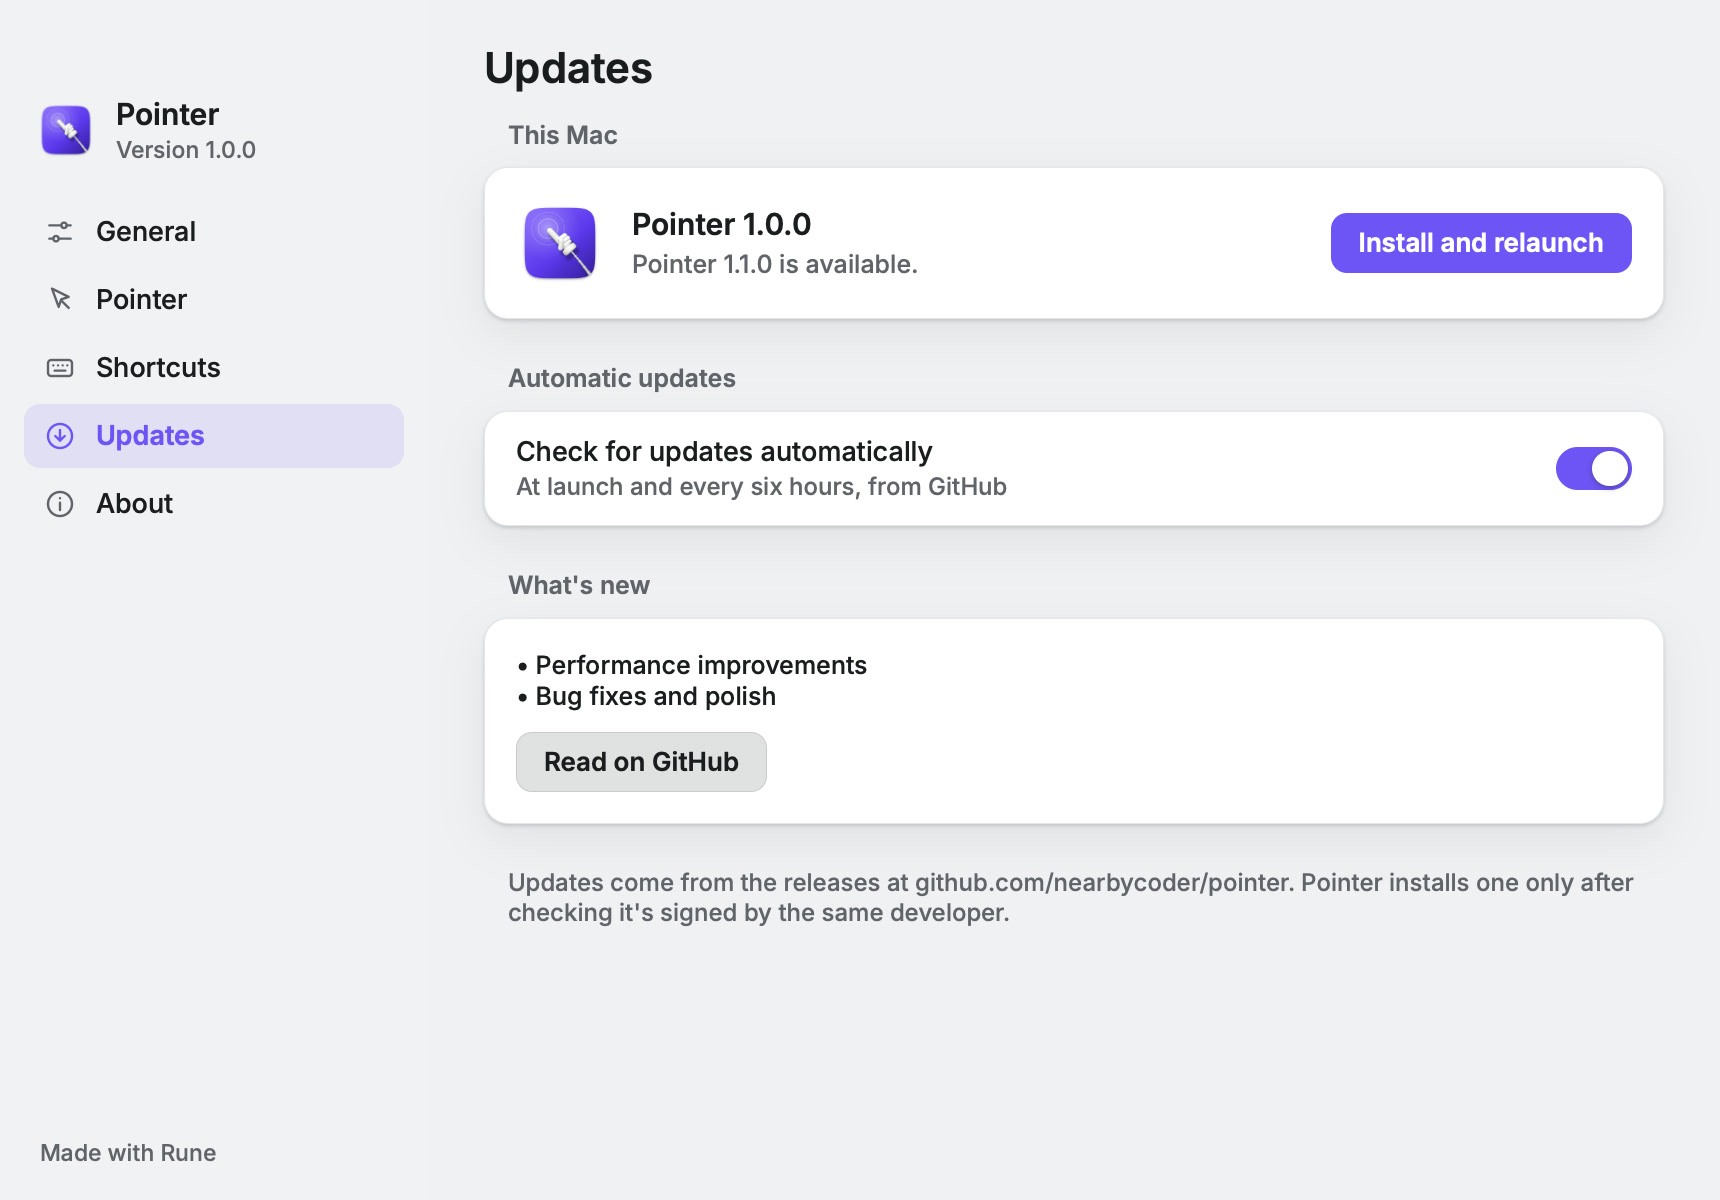 Pointer
Version 1.0.0
General
Pointer
Shortcuts
Updates
About
Made with Rune
Updates
This Mac
Pointer 1.0.0
Pointer 1.1.0 is available.
Install and relaunch
Automatic updates
Check for updates automatically
At launch and every six hours, from GitHub
What's new
• Performance improvements
• Bug fixes and polish
Read on GitHub
Updates come from the releases at github.com/nearbycoder/pointer. Pointer installs one only after
checking it's signed by the same developer.